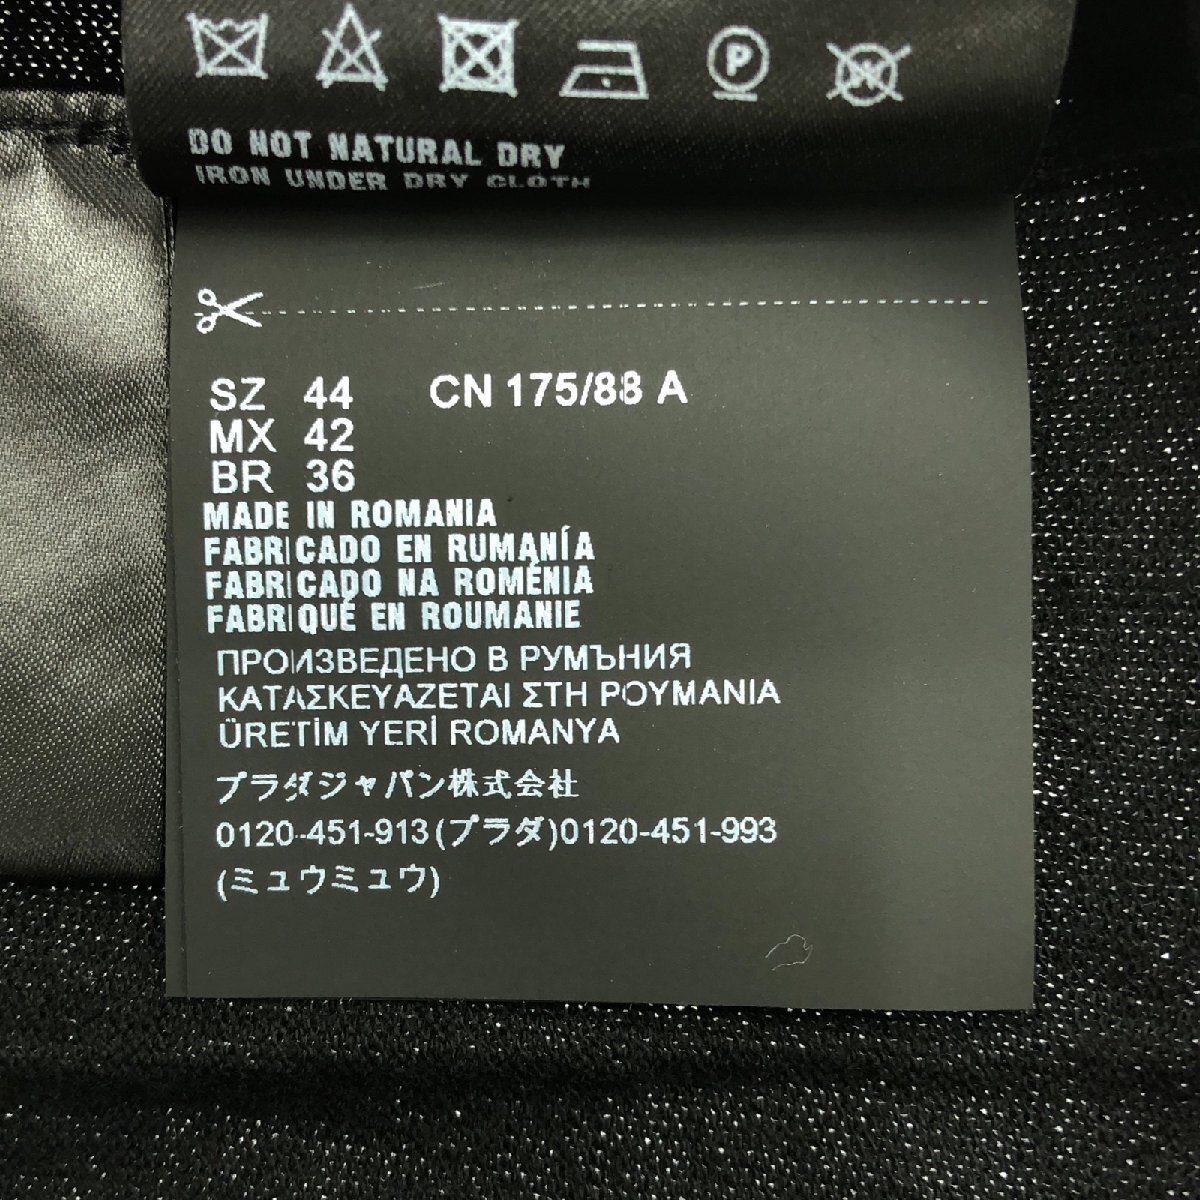 P
W
DO NOT NATURAL DRY
IRON UNDER DRY CLOTH
SZ 44 CN 175/88 A
MX 42
BR 36
MADE IN ROMANIA
FABRICADO EN RUMANÍA
FABRICADO NA ROMÉNIA
FABRIQUÉ EN ROUMANIE
ПРОИЗВЕДЕНО В РУМЪНИЯ
ΚΑΤΑΣΚΕΥΑΖΕΤΑΙ ΣΤΗ ΡΟΥΜΑΝΙΑ
ÜRETİM YERİ ROMANYA
プラダジャパン株式会社
0120-451-913(プラダ)0120-451-993
(ミュウミュウ)